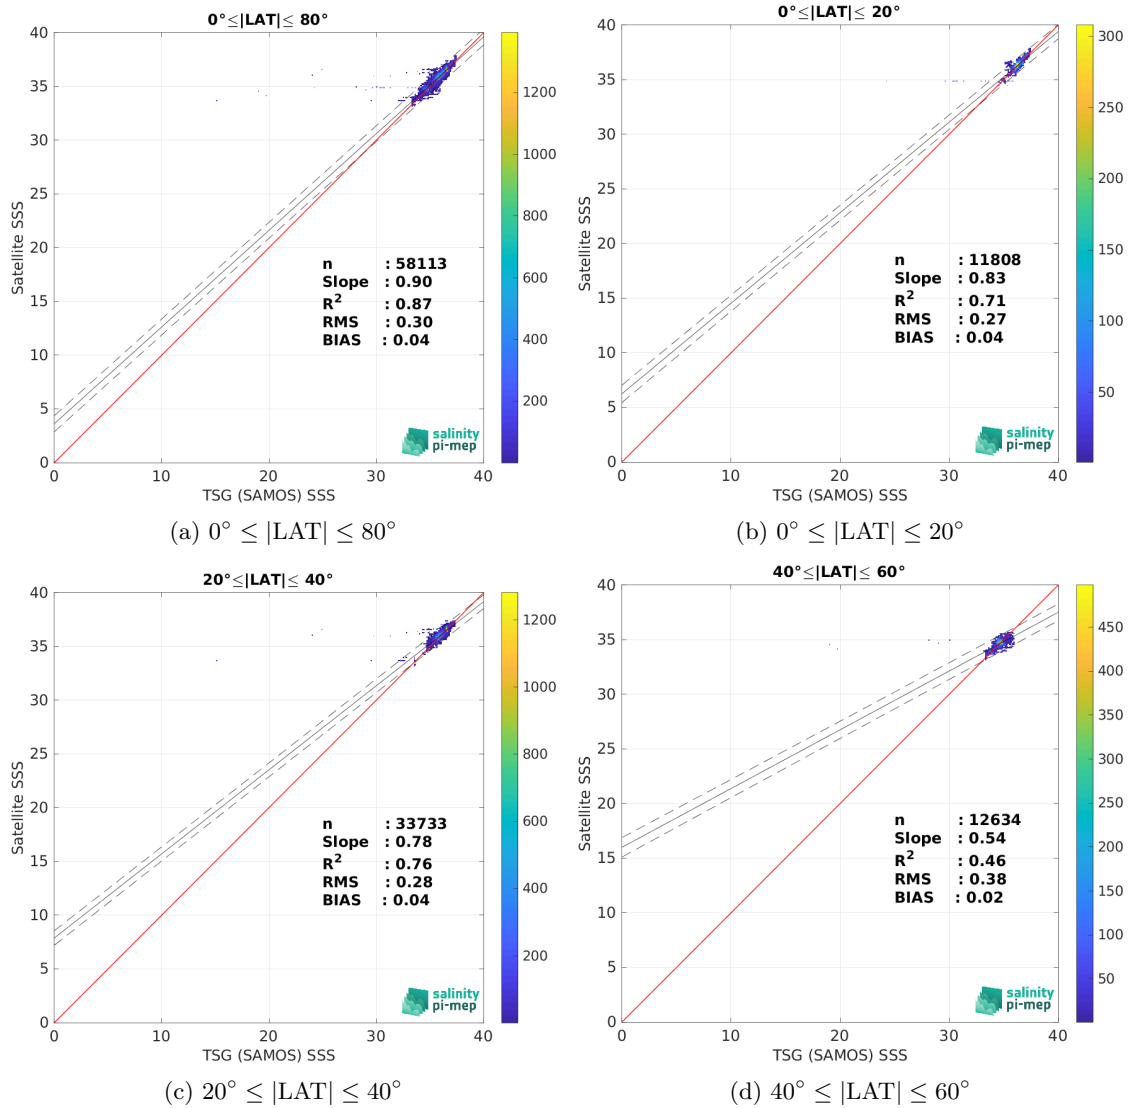 0°≤|LAT|≤ 80°
40
35
30
25
20
15
10
5
0
0
10
20
30
40
Satellite SSS
TSG (SAMOS) SSS
n : 58113
Slope : 0.90
R² : 0.87
RMS : 0.30
BIAS : 0.04
salinity
pi-mep
1200
1000
800
600
400
200
(a) 0° ≤ |LAT| ≤ 80°
0°≤|LAT|≤ 20°
40
35
30
25
20
15
10
5
0
0
10
20
30
40
Satellite SSS
TSG (SAMOS) SSS
n : 11808
Slope : 0.83
R² : 0.71
RMS : 0.27
BIAS : 0.04
salinity
pi-mep
300
250
200
150
100
50
(b) 0° ≤ |LAT| ≤ 20°
20°≤|LAT|≤ 40°
40
35
30
25
20
15
10
5
0
0
10
20
30
40
Satellite SSS
TSG (SAMOS) SSS
n : 33733
Slope : 0.78
R² : 0.76
RMS : 0.28
BIAS : 0.04
salinity
pi-mep
1200
1000
800
600
400
200
(c) 20° ≤ |LAT| ≤ 40°
40°≤|LAT|≤ 60°
40
35
30
25
20
15
10
5
0
0
10
20
30
40
Satellite SSS
TSG (SAMOS) SSS
n : 12634
Slope : 0.54
R² : 0.46
RMS : 0.38
BIAS : 0.02
salinity
pi-mep
450
400
350
300
250
200
150
100
50
(d) 40° ≤ |LAT| ≤ 60°